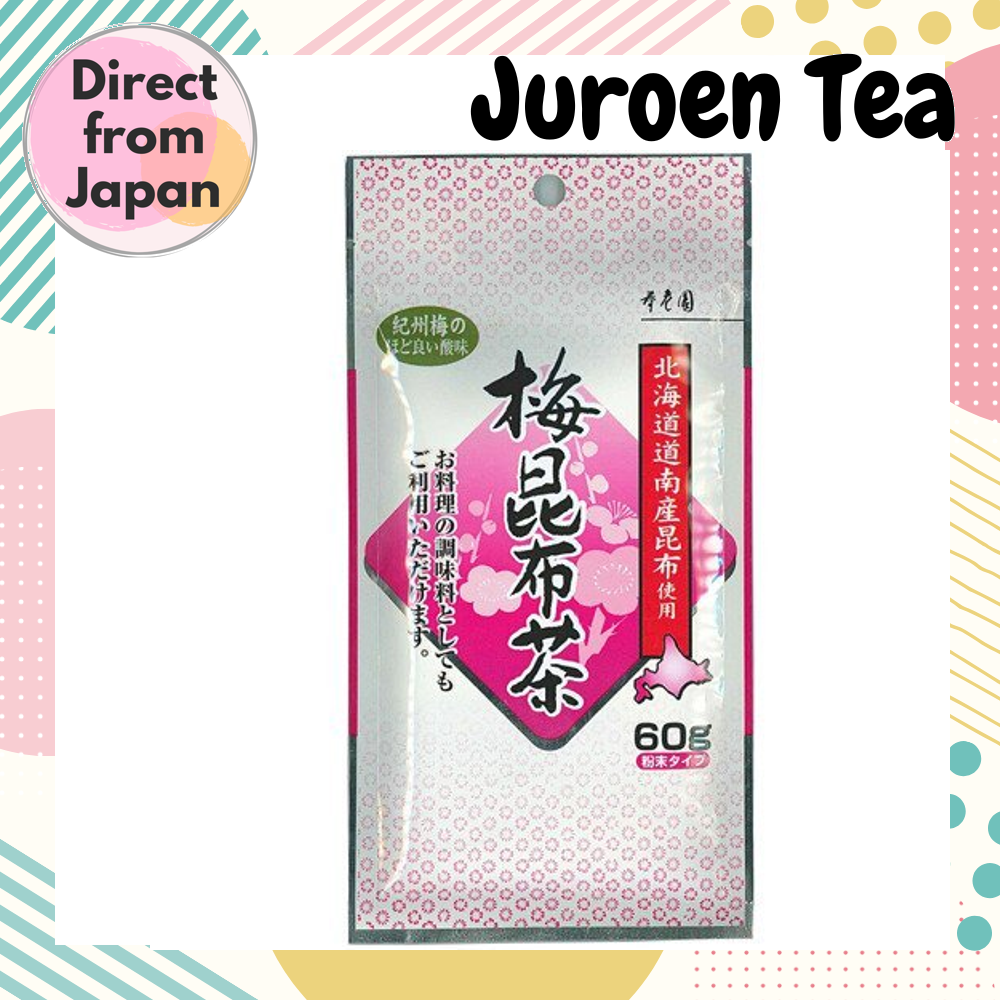 Direct
from
Japan
Juroen Tea
寿老園
紀州梅の
ほど良い酸味
北海道道南産昆布使用
梅昆布茶
お料理の調味料としても
ご利用いただけます。
60g
粉末タイプ